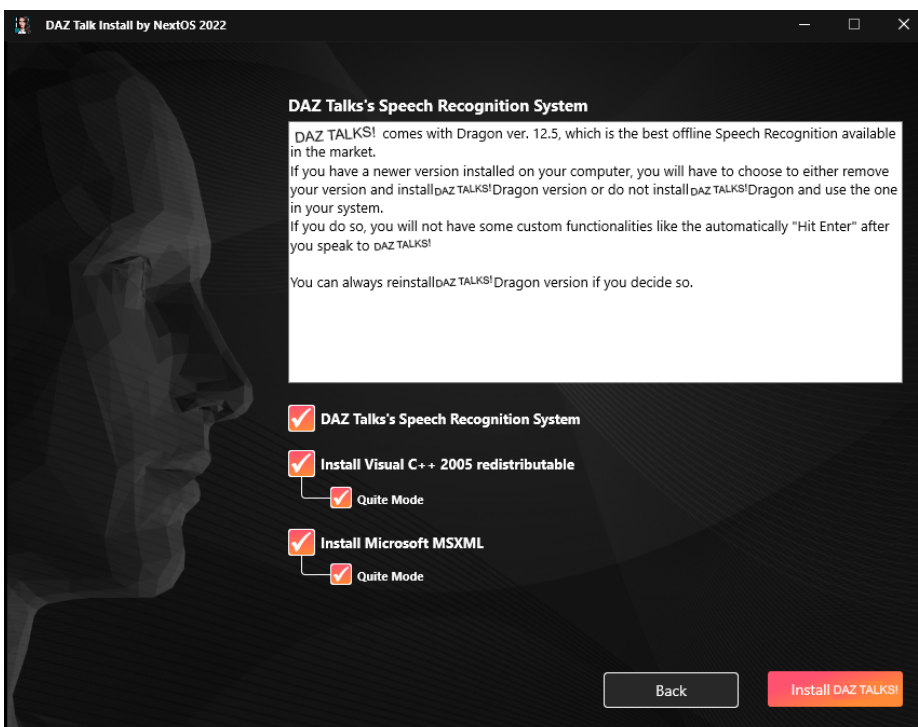 DAZ Talk Install by NextOS 2022
DAZ Talks's Speech Recognition System
DAZ TALKS! comes with Dragon ver. 12.5, which is the best offline Speech Recognition available
in the market.
If you have a newer version installed on your computer, you will have to choose to either remove
your version and install DAZ TALKS! Dragon version or do not install DAZ TALKS! Dragon and use the one
in your system.
If you do so, you will not have some custom functionalities like the automatically "Hit Enter" after
you speak to DAZ TALKS!
You can always reinstall DAZ TALKS! Dragon version if you decide so.
DAZ Talks's Speech Recognition System
Install Visual C++ 2005 redistributable
Quite Mode
Install Microsoft MSXML
Quite Mode
Back
Install DAZ TALKS!